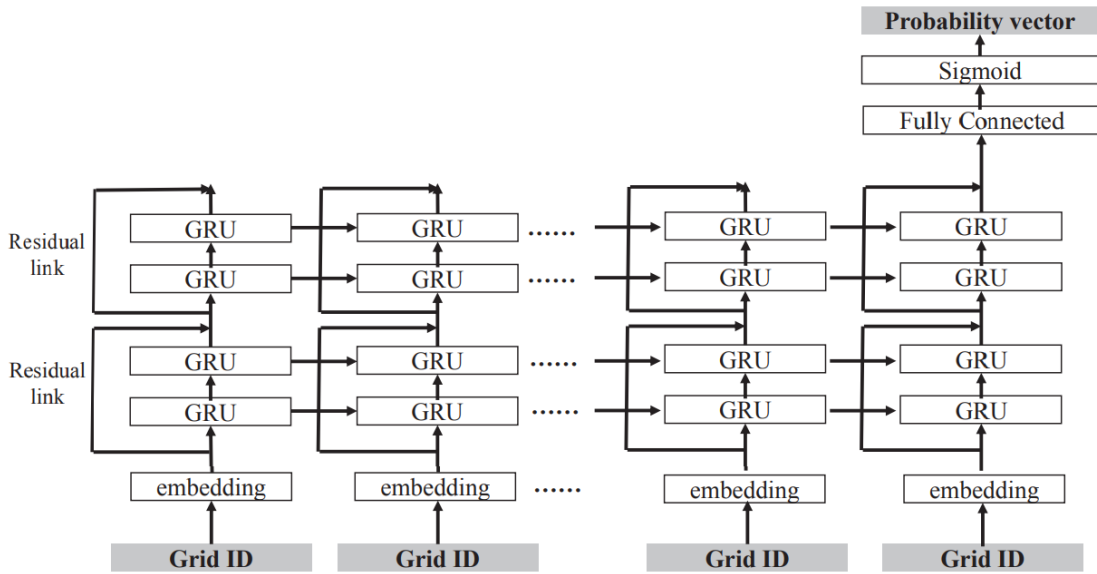 Probability vector
Sigmoid
Fully Connected
Residual
link
GRU GRU ...... GRU GRU
GRU GRU ...... GRU GRU
Residual
link
GRU GRU ...... GRU GRU
GRU GRU ...... GRU GRU
embedding embedding ...... embedding embedding
Grid ID Grid ID Grid ID Grid ID